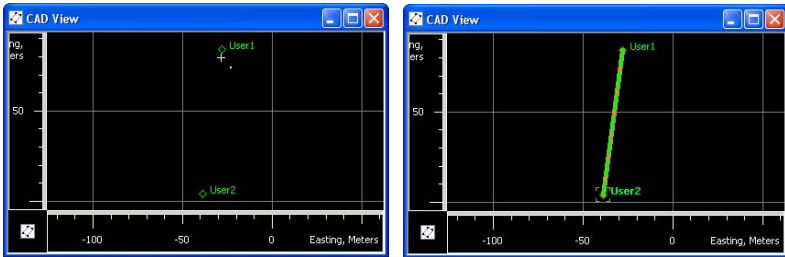 CAD View
ng,
ers
User1
50
User2
-100
-50
0
Easting, Meters
CAD View
ng,
ers
User1
50
User2
-100
-50
0
Easting, Meters